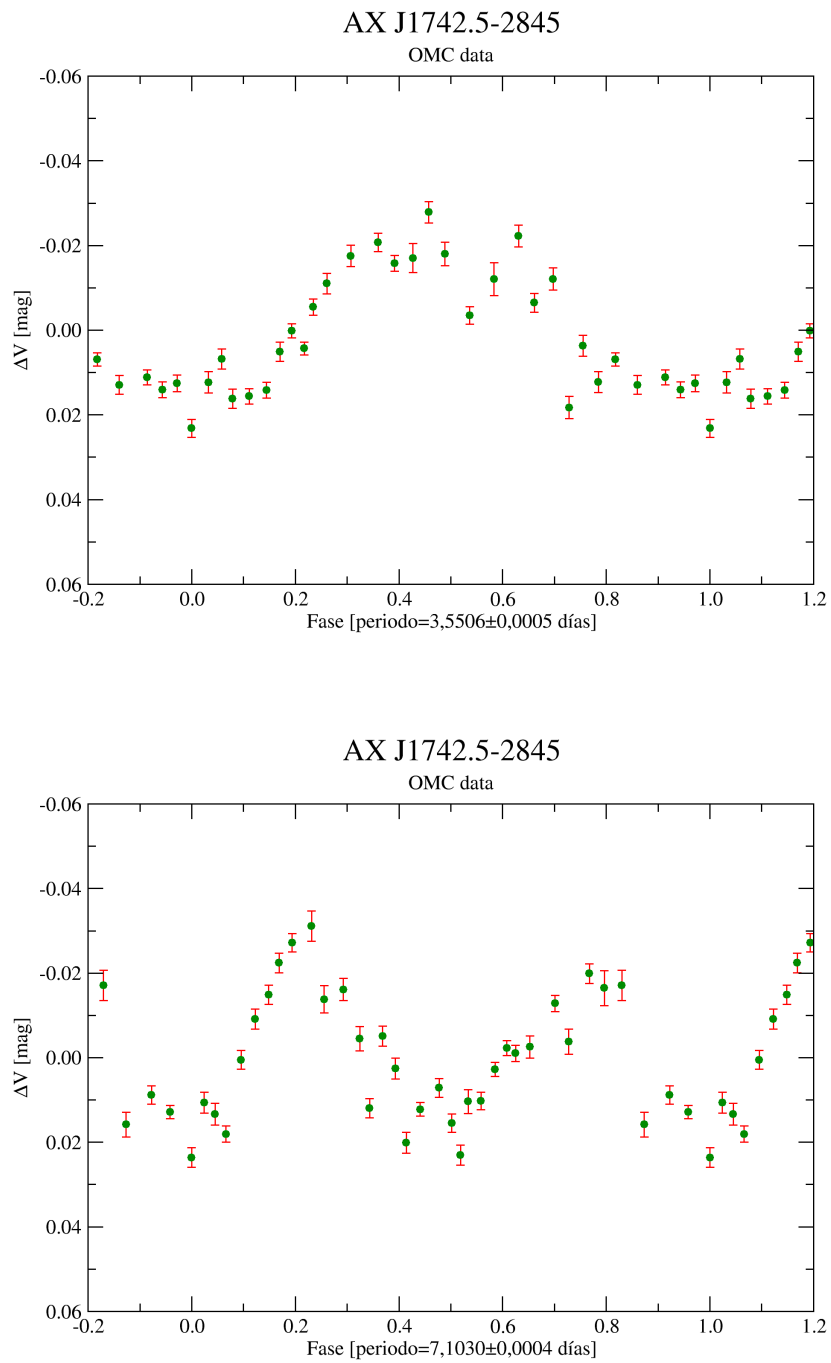 AX J1742.5-2845
OMC data
-0.06
-0.04
-0.02
0.00
0.02
0.04
0.06
ΔV [mag]
-0.2 0.0 0.2 0.4 0.6 0.8 1.0 1.2
Fase [periodo=3,5506±0,0005 días]
AX J1742.5-2845
OMC data
-0.06
-0.04
-0.02
0.00
0.02
0.04
0.06
ΔV [mag]
-0.2 0.0 0.2 0.4 0.6 0.8 1.0 1.2
Fase [periodo=7,1030±0,0004 días]